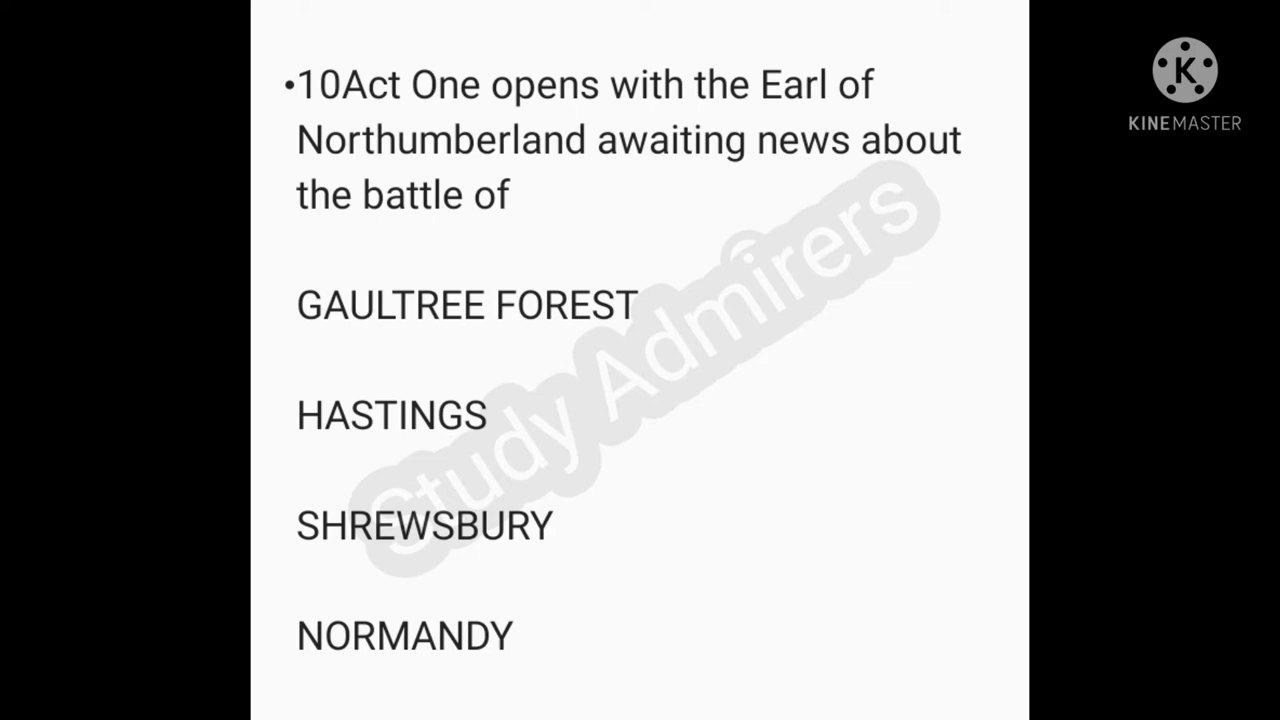 •10Act One opens with the Earl of
Northumberland awaiting news about
the battle of
GAULTREE FOREST
HASTINGS
SHREWSBURY
NORMANDY
Study Admirers
K
KINEMASTER